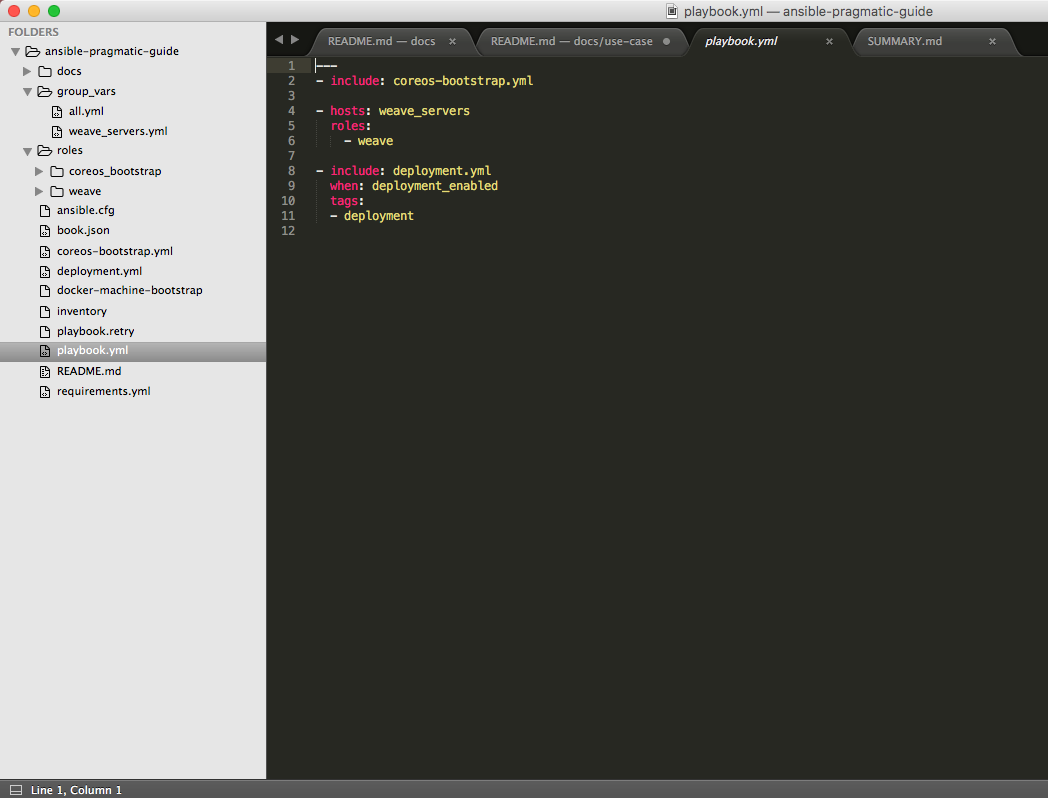 playbook.yml — ansible-pragmatic-guide
FOLDERS
ansible-pragmatic-guide
docs
group_vars
all.yml
weave_servers.yml
roles
coreos_bootstrap
weave
ansible.cfg
book.json
coreos-bootstrap.yml
deployment.yml
docker-machine-bootstrap
inventory
playbook.retry
playbook.yml
README.md
requirements.yml
README.md — docs
README.md — docs/use-case
playbook.yml
SUMMARY.md
1 ---
2 - include: coreos-bootstrap.yml
3
4 - hosts: weave_servers
5   roles:
6     - weave
7
8 - include: deployment.yml
9   when: deployment_enabled
10   tags:
11   - deployment
12
Line 1, Column 1